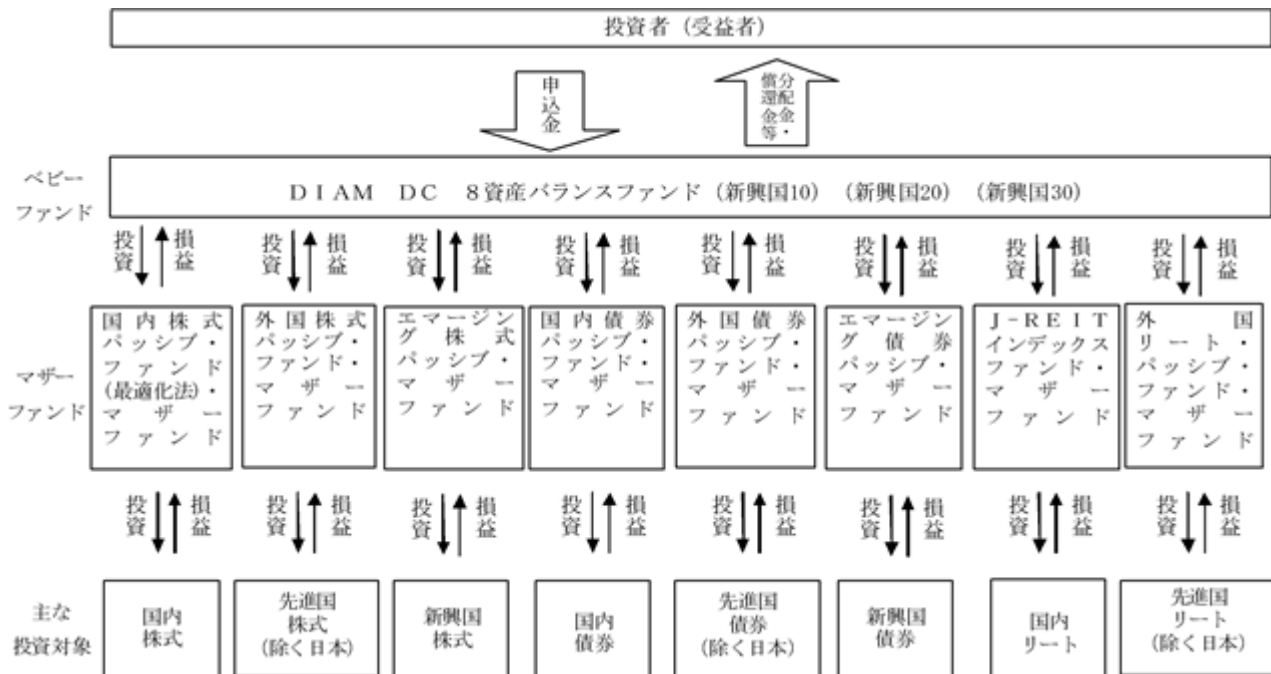 投資者（受益者）
申込金
分配金・
償還金等
ベビー
ファンド
ＤＩＡＭ　ＤＣ　８資産バランスファンド（新興国10）（新興国20）（新興国30）
投資 損益
投資 損益
投資 損益
投資 損益
投資 損益
投資 損益
投資 損益
投資 損益
マザー
ファンド
国内株式
パッシブ・
ファンド
(最適化法)・
マザー
ファンド
外国株式
パッシブ・
ファンド・
マザー
ファンド
エマージン
グ株式
パッシブ・
マザー
ファンド
国内債券
パッシブ・
ファンド・
マザー
ファンド
外国債券
パッシブ・
ファンド・
マザー
ファンド
エマージン
グ債券
パッシブ・
マザー
ファンド
Ｊ－ＲＥＩＴ
インデックス
ファンド・
マザー
ファンド
外国
リート・
パッシブ・
ファンド・
マザー
ファンド
投資 損益
投資 損益
投資 損益
投資 損益
投資 損益
投資 損益
投資 損益
投資 損益
主な
投資対象
国内
株式
先進国
株式
(除く日本)
新興国
株式
国内
債券
先進国
債券
(除く日本)
新興国
債券
国内
リート
先進国
リート
(除く日本)